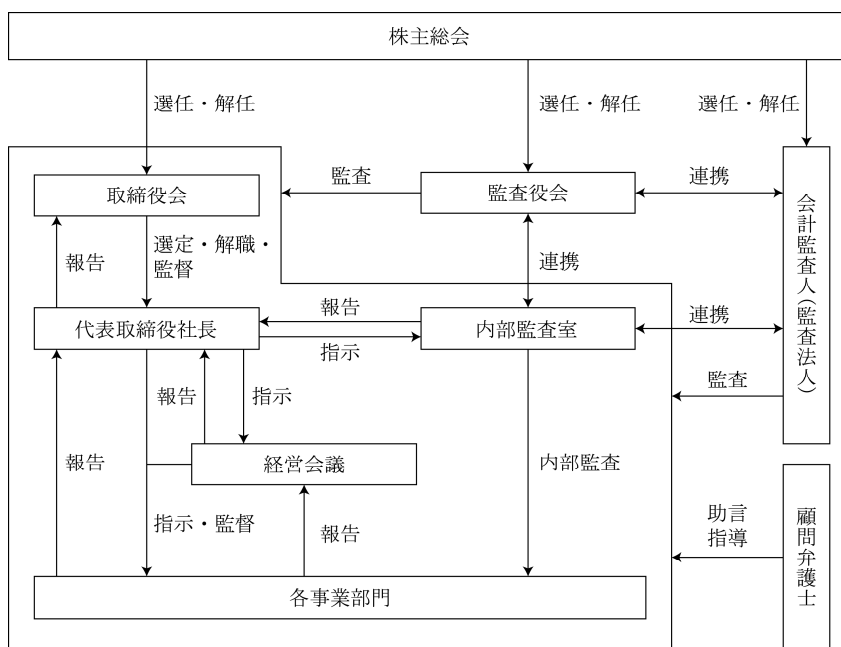 株主総会
選任・解任
選任・解任
選任・解任
取締役会
監査
監査役会
連携
会計監査人（監査法人）
報告
選定・解職・
監督
連携
代表取締役社長
報告
指示
内部監査室
連携
監査
報告
指示
経営会議
報告
内部監査
指示・監督
報告
助言
指導
顧問弁護士
各事業部門